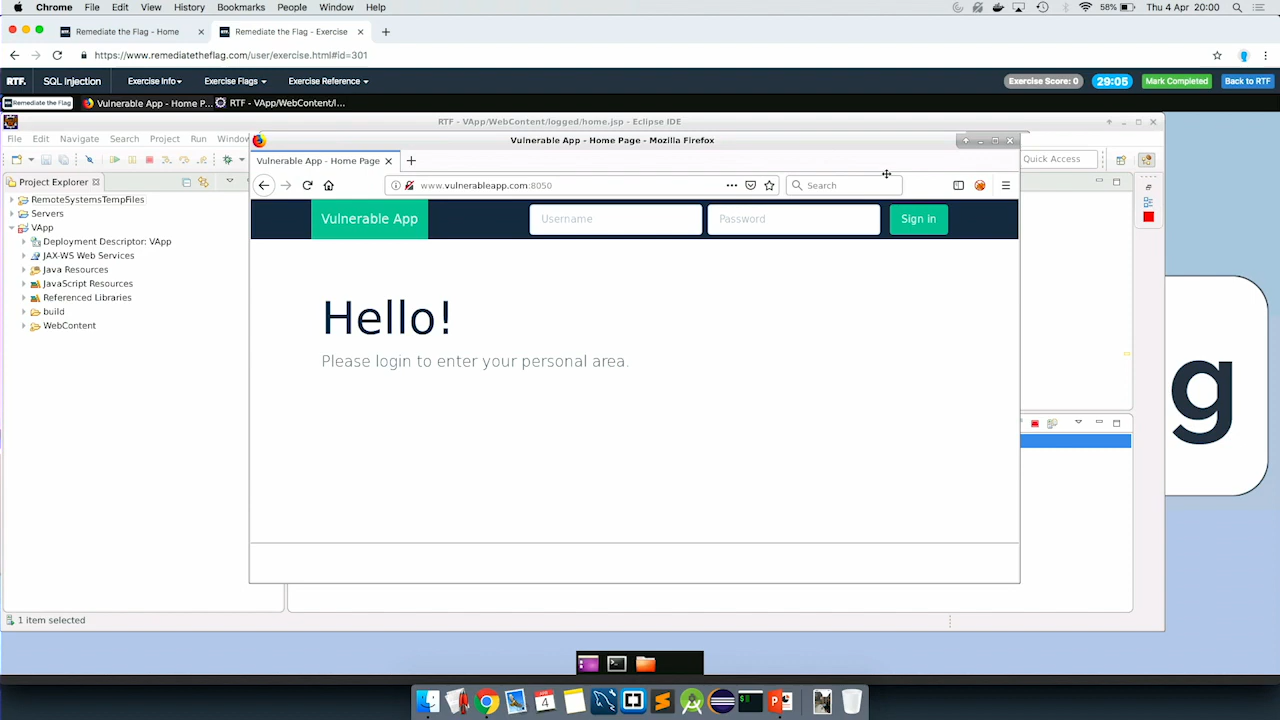 Chrome File Edit View History Bookmarks People Window Help 58% Thu 4 Apr 20:00
Remediate the Flag - Home Remediate the Flag - Exercise
https://www.remediatetheflag.com/user/exercise.html#id=301
RTF. SQL Injection Exercise Info Exercise Flags Exercise Reference Exercise Score: 0 29:05 Mark Completed Back to RTF
Remediate the Flag Vulnerable App - Home P... RTF - VApp/WebContent/l...
RTF - VApp/WebContent/logged/home.jsp - Eclipse IDE
File Edit Navigate Search Project Run Window
Vulnerable App - Home Page - Mozilla Firefox
Quick Access
Vulnerable App - Home Page
Project Explorer
www.vulnerableapp.com:8050 Search
RemoteSystemsTempFiles
Servers
VApp
Deployment Descriptor: VApp
JAX-WS Web Services
Java Resources
JavaScript Resources
Referenced Libraries
build
WebContent
Vulnerable App Username Password Sign in
Hello!
Please login to enter your personal area.
g
1 item selected